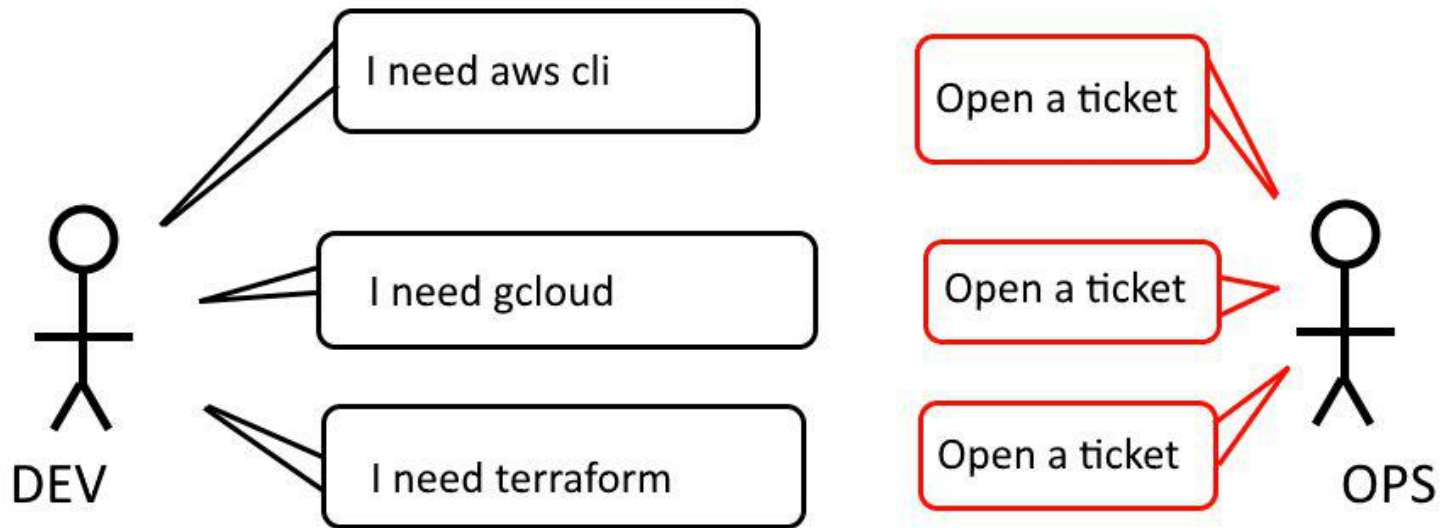 I need aws cli
Open a ticket
I need gcloud
Open a ticket
I need terraform
Open a ticket
DEV
OPS